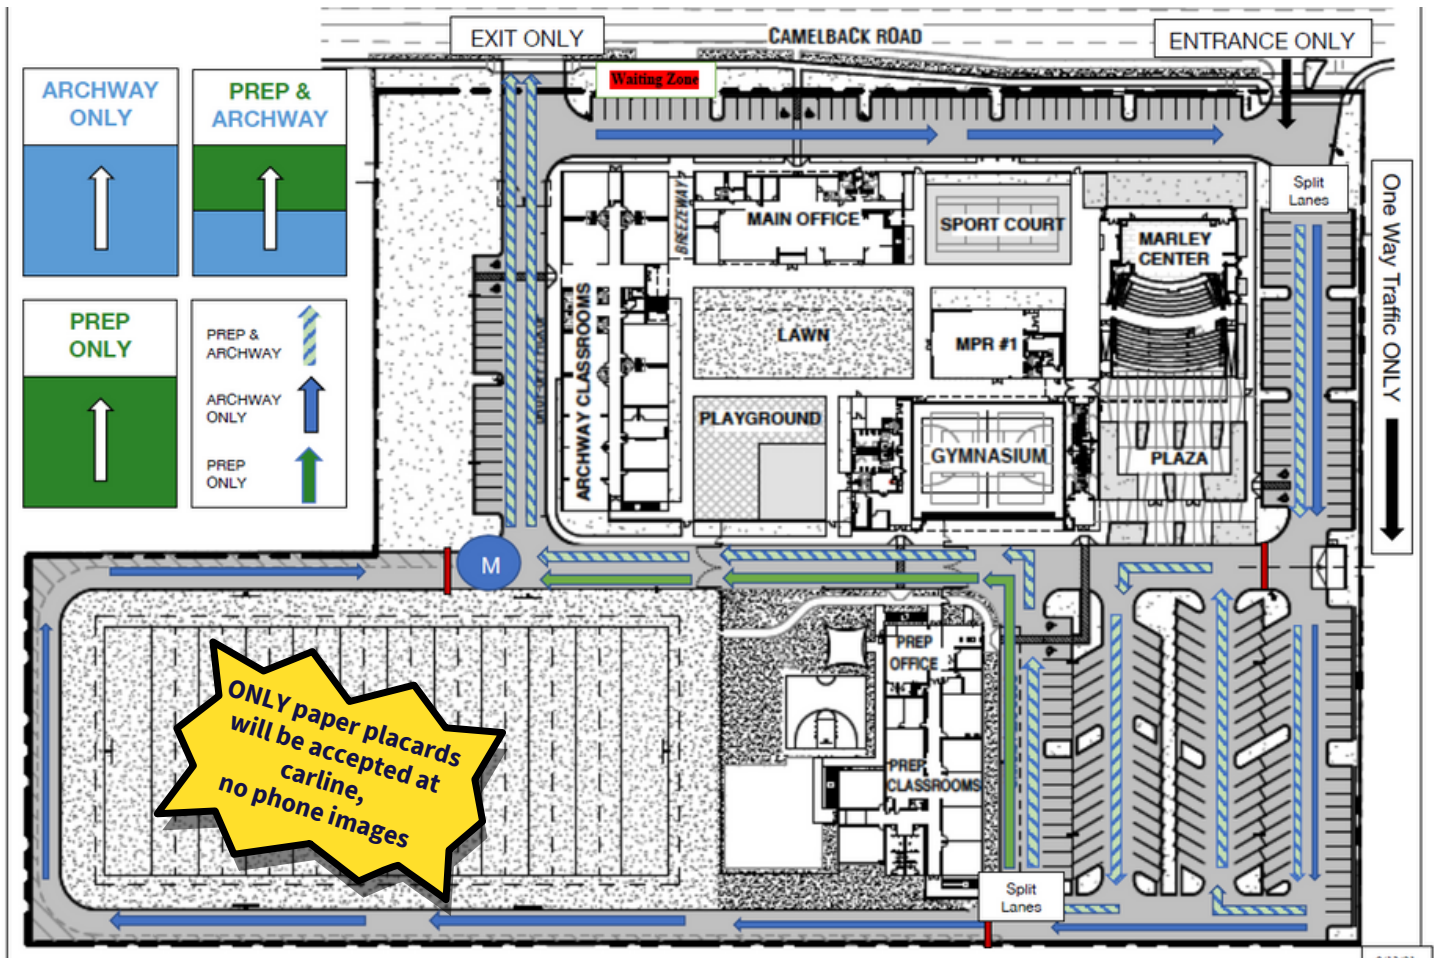 EXIT ONLY
CAMELBACK ROAD
ENTRANCE ONLY
Waiting Zone
ARCHWAY
ONLY
PREP &
ARCHWAY
PREP
ONLY
PREP &
ARCHWAY
ARCHWAY
ONLY
PREP
ONLY
Split
Lanes
One Way Traffic ONLY
BREEZEWAY
MAIN OFFICE
SPORT COURT
MARLEY
CENTER
ARCHWAY CLASSROOMS
LAWN
MPR #1
PLAYGROUND
GYMNASIUM
PLAZA
M
PREP
OFFICE
PREP
CLASSROOMS
ONLY paper placards
will be accepted at
carline,
no phone images
Split
Lanes